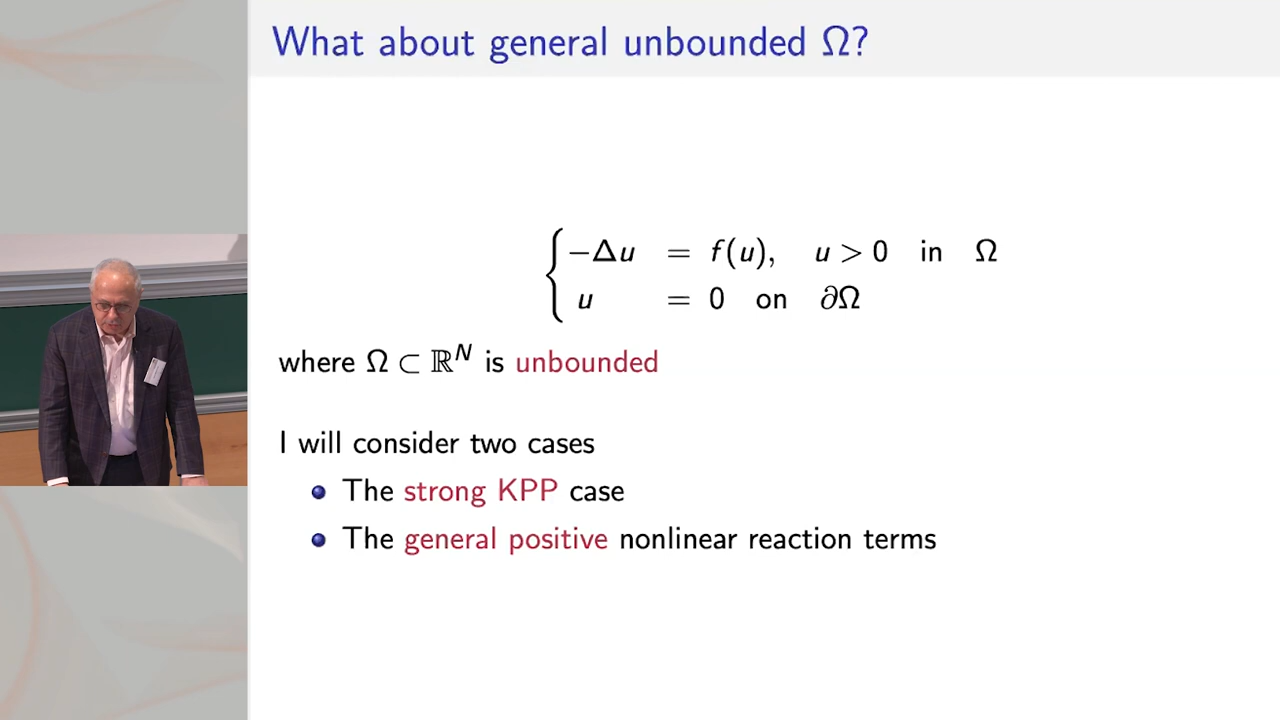 What about general unbounded Ω?
−Δu = f(u), u > 0 in Ω
u = 0 on ∂Ω
where Ω ⊂ ℝᴺ is unbounded
I will consider two cases
The strong KPP case
The general positive nonlinear reaction terms